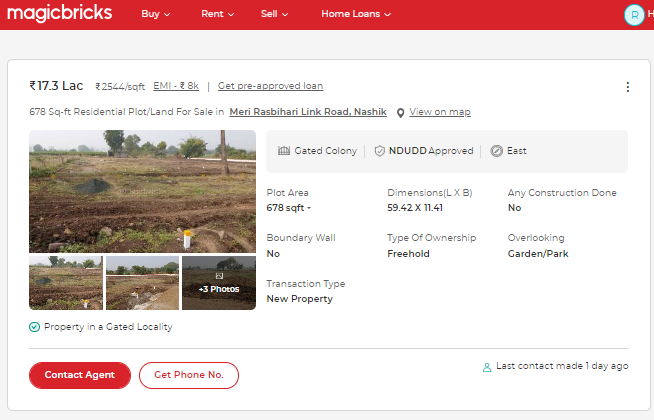 magicbricks Buy Rent Sell Home Loans R H
₹17.3 Lac ₹2544/sqft EMI - ₹ 8k | Get pre-approved loan
678 Sq-ft Residential Plot/Land For Sale in Meri Rasbihari Link Road, Nashik View on map
Gated Colony NDUDD Approved East
Plot Area Dimensions(L X B) Any Construction Done
678 sqft 59.42 X 11.41 No
Boundary Wall Type Of Ownership Overlooking
No Freehold Garden/Park
Transaction Type
New Property
+3 Photos
Property in a Gated Locality
Contact Agent Get Phone No. Last contact made 1 day ago